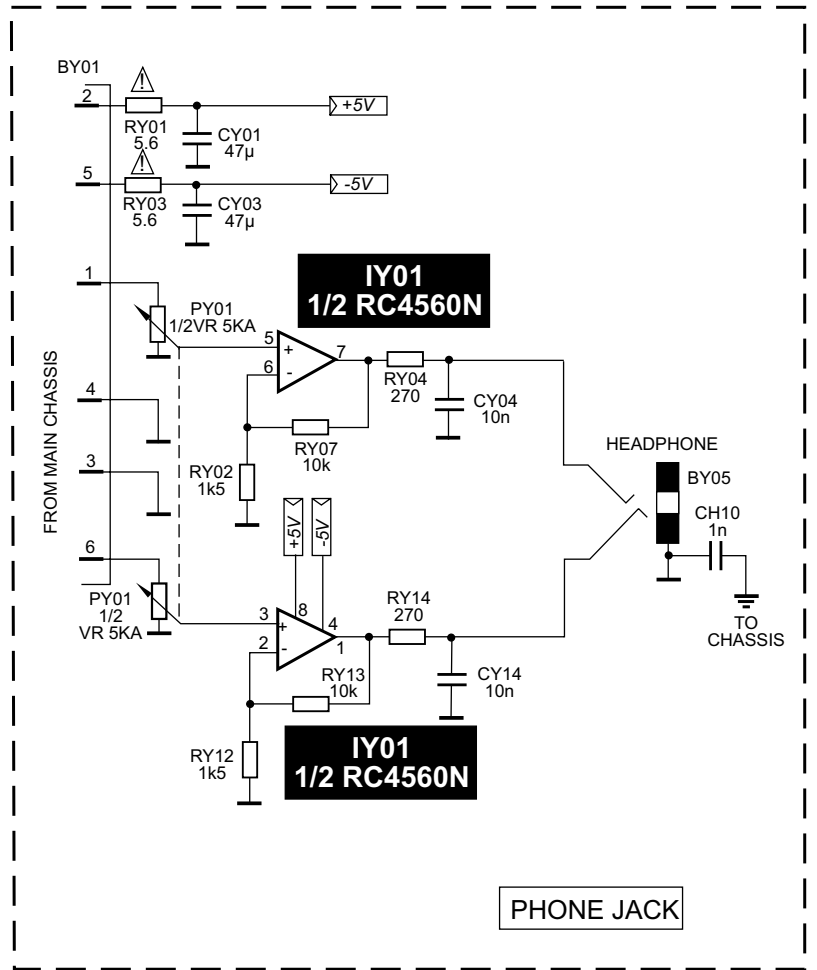 BY01
2
RY01
5.6
CY01
47µ
+5V
5
RY03
5.6
CY03
47µ
-5V
1
PY01
1/2VR 5KA
IY01
1/2 RC4560N
5
+
6
-
7
RY04
270
CY04
10n
4
RY07
10k
FROM MAIN CHASSIS
3
RY02
1k5
HEADPHONE
BY05
CH10
1n
TO
CHASSIS
+5V
-5V
6
PY01
1/2
VR 5KA
3
+
2
-
8
4
1
RY14
270
RY13
10k
CY14
10n
RY12
1k5
IY01
1/2 RC4560N
PHONE JACK
!
!